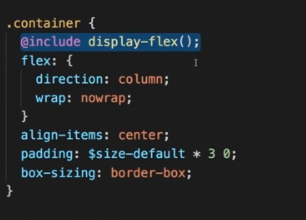 .container {
@include display-flex();
flex: {
direction: column;
wrap: nowrap;
}
align-items: center;
padding: $size-default * 3 0;
box-sizing: border-box;
}